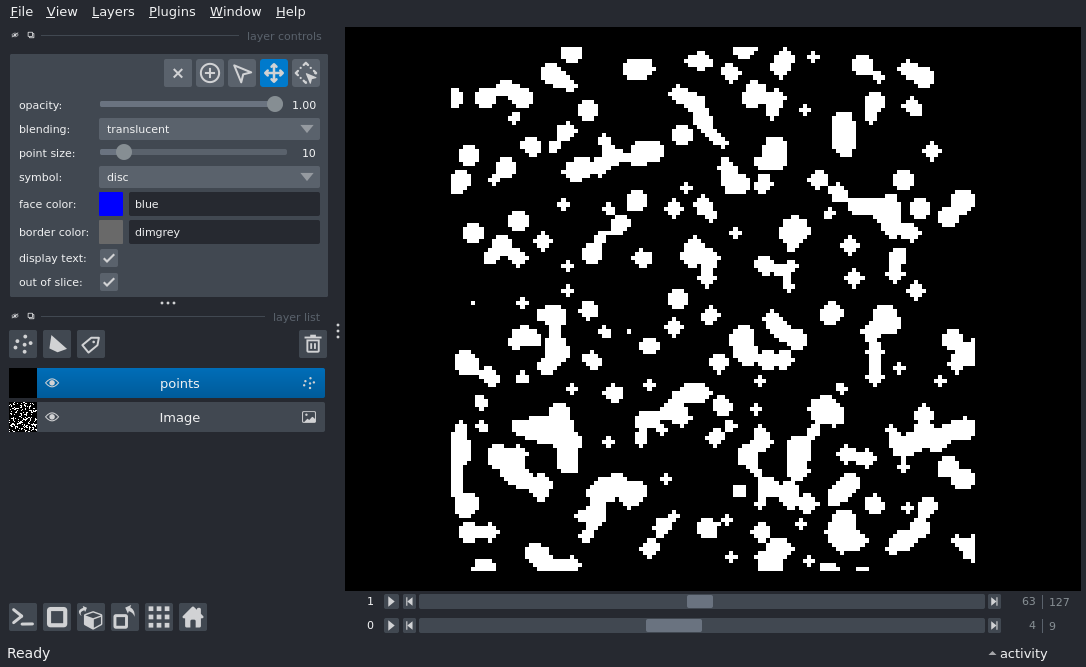 File View Layers Plugins Window Help
layer controls
opacity: 1.00
blending: translucent
point size: 10
symbol: disc
face color: blue
border color: dimgrey
display text:
out of slice:
layer list
points
Image
1 63 127
0 4 9
Ready activity